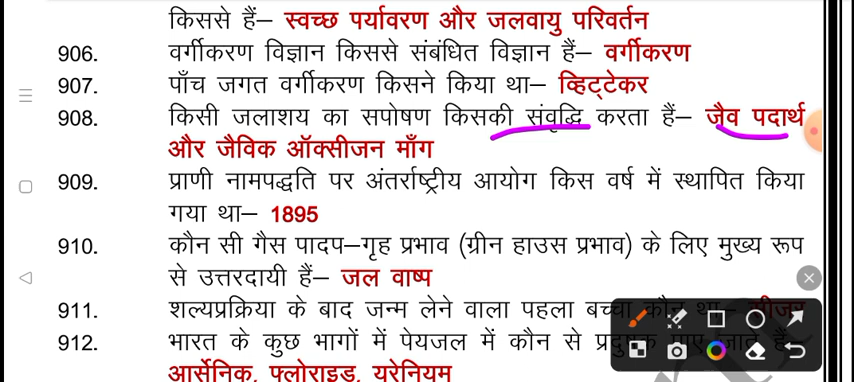 किससे हैं– स्वच्छ पर्यावरण और जलवायु परिवर्तन
906. वर्गीकरण विज्ञान किससे संबंधित विज्ञान हैं– वर्गीकरण
907. पाँच जगत वर्गीकरण किसने किया था– व्हिट्टेकर
908. किसी जलाशय का सपोषण किसकी संवृद्धि करता हैं– जैव पदार्थ
और जैविक ऑक्सीजन माँग
909. प्राणी नामपद्धति पर अंतर्राष्ट्रीय आयोग किस वर्ष में स्थापित किया
गया था– 1895
910. कौन सी गैस पादप–गृह प्रभाव (ग्रीन हाउस प्रभाव) के लिए मुख्य रूप
से उत्तरदायी हैं– जल वाष्प
911. शल्यप्रक्रिया के बाद जन्म लेने वाला पहला बच्चा कौन था– सीजर
912. भारत के कुछ भागों में पेयजल में कौन से प्रदुषक पाए जाते हैं–
आर्सेनिक, फ्लोराइड, यूरेनियम